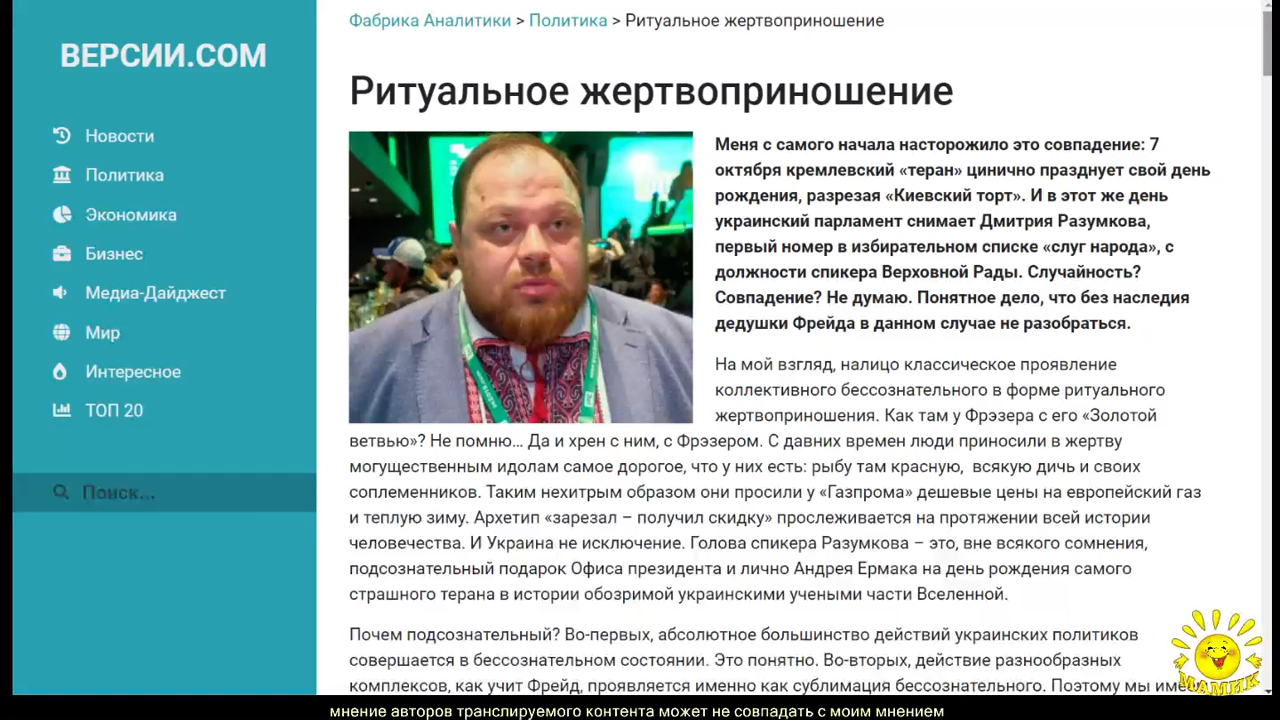 Фабрика Аналитики > Политика > Ритуальное жертвоприношение
ВЕРСИИ.COM
Новости
Политика
Экономика
Бизнес
Медиа-Дайджест
Мир
Интересное
ТОП 20
Поиск...
Ритуальное жертвоприношение
Меня с самого начала насторожило это совпадение: 7
октября кремлевский «теран» цинично празднует свой день
рождения, разрезая «Киевский торт». И в этот же день
украинский парламент снимает Дмитрия Разумкова,
первый номер в избирательном списке «слуг народа», с
должности спикера Верховной Рады. Случайность?
Совпадение? Не думаю. Понятное дело, что без наследия
дедушки Фрейда в данном случае не разобраться.
На мой взгляд, налицо классическое проявление
коллективного бессознательного в форме ритуального
жертвоприношения. Как там у Фрэзера с его «Золотой
ветвью»? Не помню… Да и хрен с ним, с Фрэзером. С давних времен люди приносили в жертву
могущественным идолам самое дорогое, что у них есть: рыбу там красную, всякую дичь и своих
соплеменников. Таким нехитрым образом они просили у «Газпрома» дешевые цены на европейский газ
и теплую зиму. Архетип «зарезал – получил скидку» прослеживается на протяжении всей истории
человечества. И Украина не исключение. Голова спикера Разумкова – это, вне всякого сомнения,
подсознательный подарок Офиса президента и лично Андрея Ермака на день рождения самого
страшного терана в истории обозримой украинскими учеными части Вселенной.
Почем подсознательный? Во-первых, абсолютное большинство действий украинских политиков
совершается в бессознательном состоянии. Это понятно. Во-вторых, действие разнообразных
комплексов, как учит Фрейд, проявляется именно как сублимация бессознательного. Поэтому мы
МАМИК
мнение авторов транслируемого контента может не совпадать с моим мнением